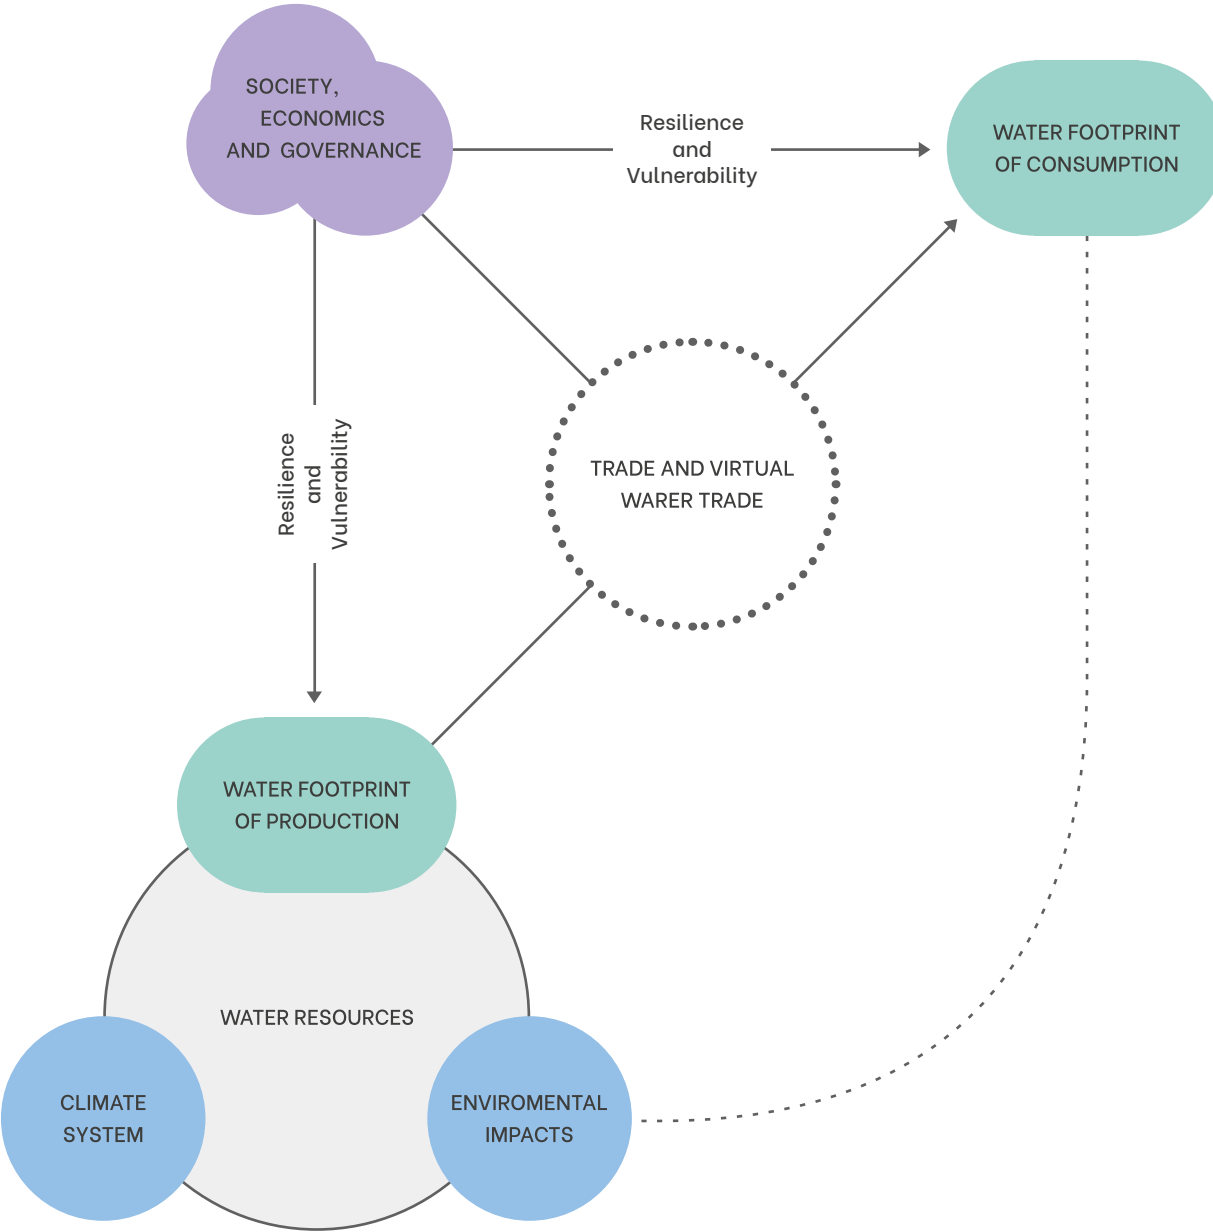 SOCIETY,
ECONOMICS
AND GOVERNANCE
Resilience
and
Vulnerability
WATER FOOTPRINT
OF CONSUMPTION
TRADE AND VIRTUAL
WARER TRADE
Resilience
and
Vulnerability
WATER FOOTPRINT
OF PRODUCTION
WATER RESOURCES
CLIMATE
SYSTEM
ENVIROMENTAL
IMPACTS